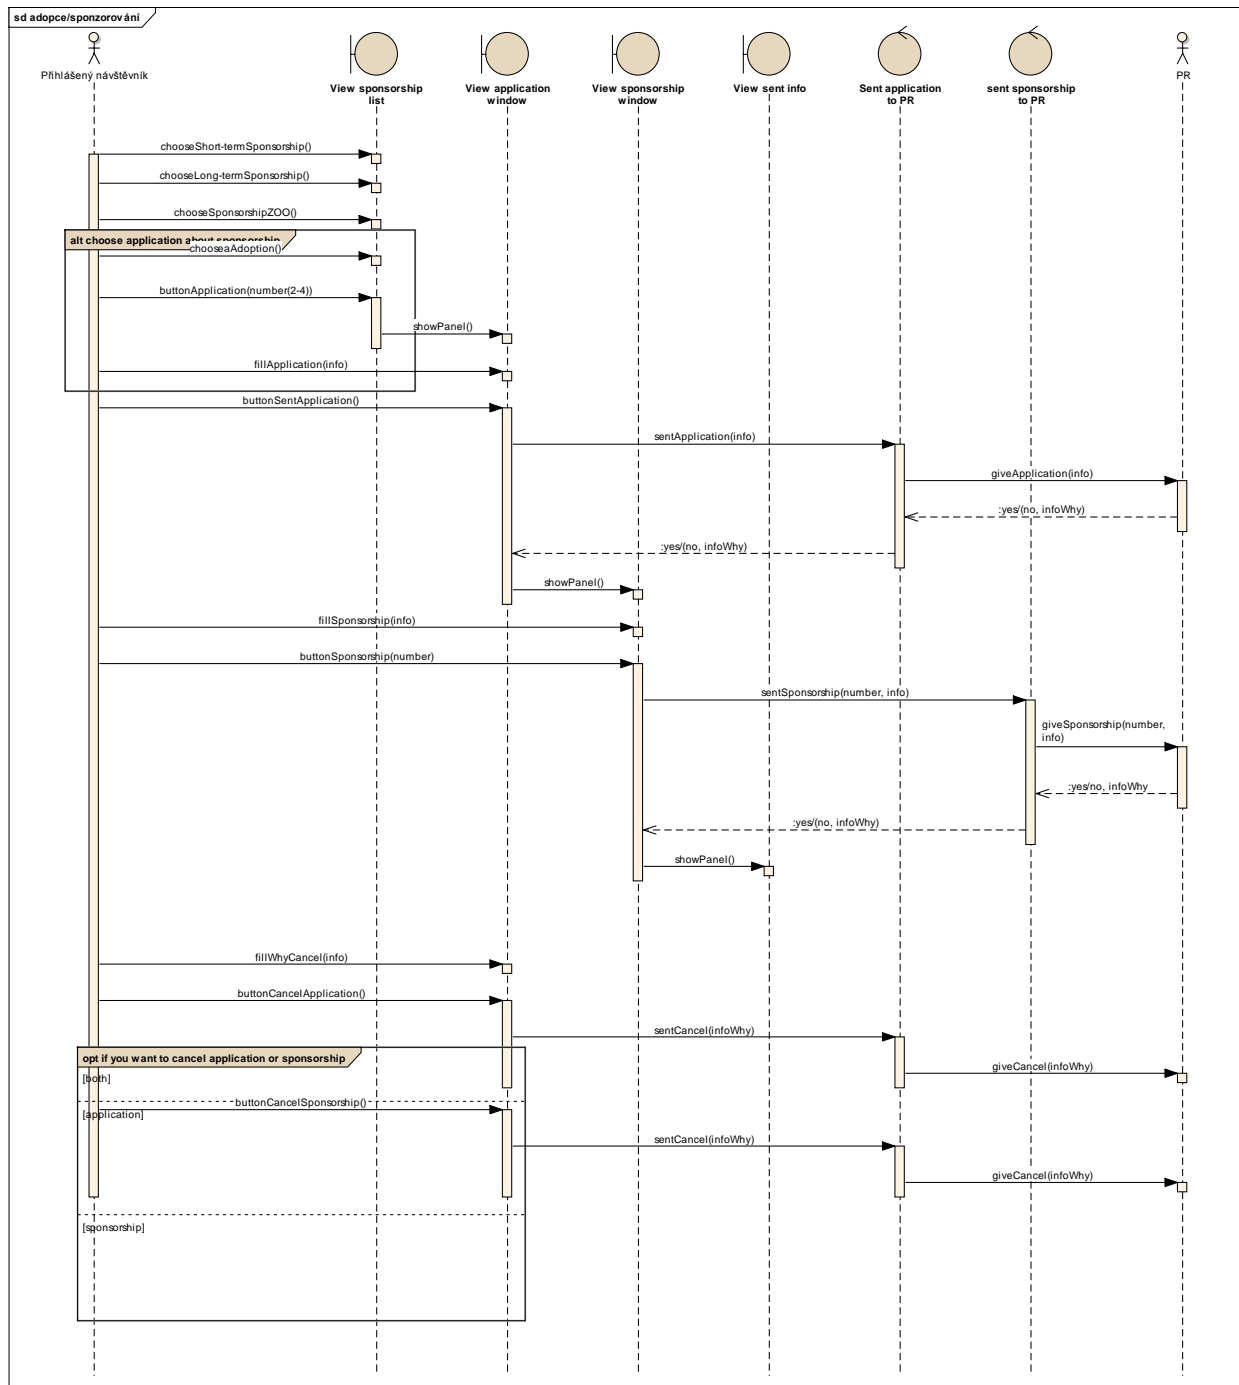 sd adopce/sponzorování
Přihlášený návštěvník
View sponsorship
list
View application
window
View sponsorship
window
View sent info
Sent application
to PR
sent sponsorship
to PR
PR
chooseShort-termSponsorship()
chooseLong-termSponsorship()
chooseSponsorshipZOO()
alt choose application about sponsorship
chooseaAdoption()
buttonApplication(number(2-4))
showPanel()
fillApplication(info)
buttonSentApplication()
sentApplication(info)
giveApplication(info)
:yes/(no, infoWhy)
:yes/(no, infoWhy)
showPanel()
fillSponsorship(info)
buttonSponsorship(number)
sentSponsorship(number, info)
giveSponsorship(number,
info)
:yes/no, infoWhy
:yes/(no, infoWhy)
showPanel()
fillWhyCancel(info)
buttonCancelApplication()
sentCancel(infoWhy)
opt if you want to cancel application or sponsorship
giveCancel(infoWhy)
[both]
buttonCancelSponsorship()
[application]
sentCancel(infoWhy)
giveCancel(infoWhy)
[sponsorship]